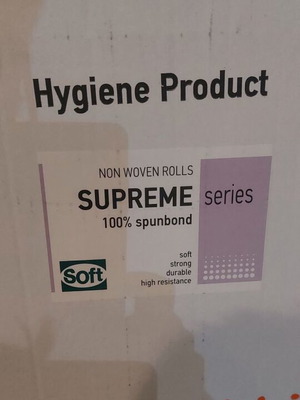 Hygiene Product
NON WOVEN ROLLS
SUPREME series
100% spunbond
soft
strong
durable
high resistance
Soft